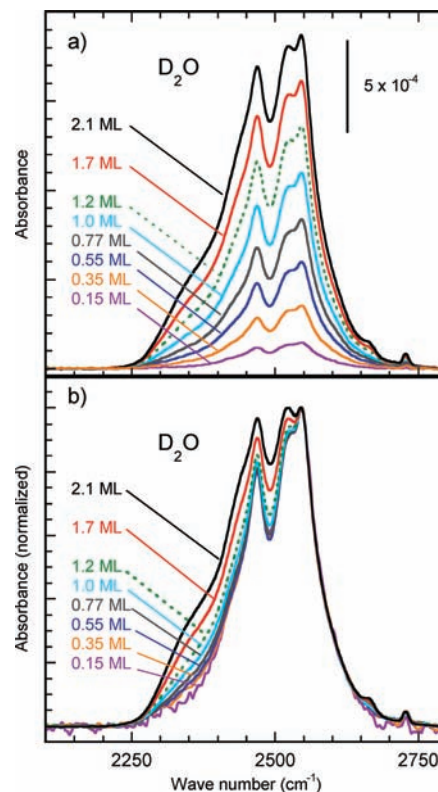 a)
D₂O
5 x 10⁻⁴
2.1 ML
1.7 ML
1.2 ML
1.0 ML
0.77 ML
0.55 ML
0.35 ML
0.15 ML
Absorbance
b)
D₂O
2.1 ML
1.7 ML
1.2 ML
1.0 ML
0.77 ML
0.55 ML
0.35 ML
0.15 ML
Absorbance (normalized)
2250 2500 2750
Wave number (cm⁻¹)